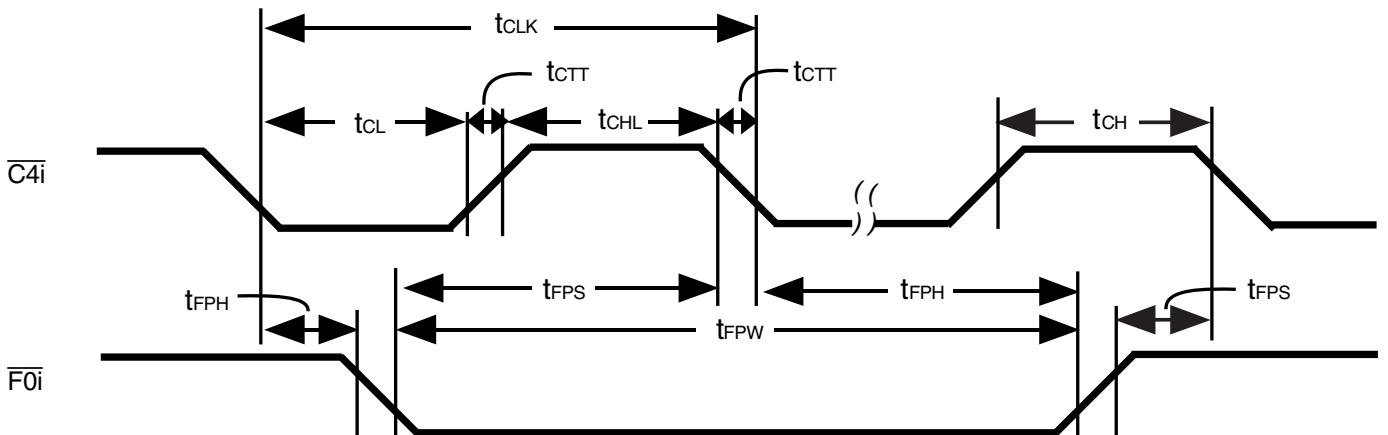 tCLK
tCTT tCTT
tCL tCHL tCH
C4i
tFPH tFPS tFPH tFPS
tFPW
F0i